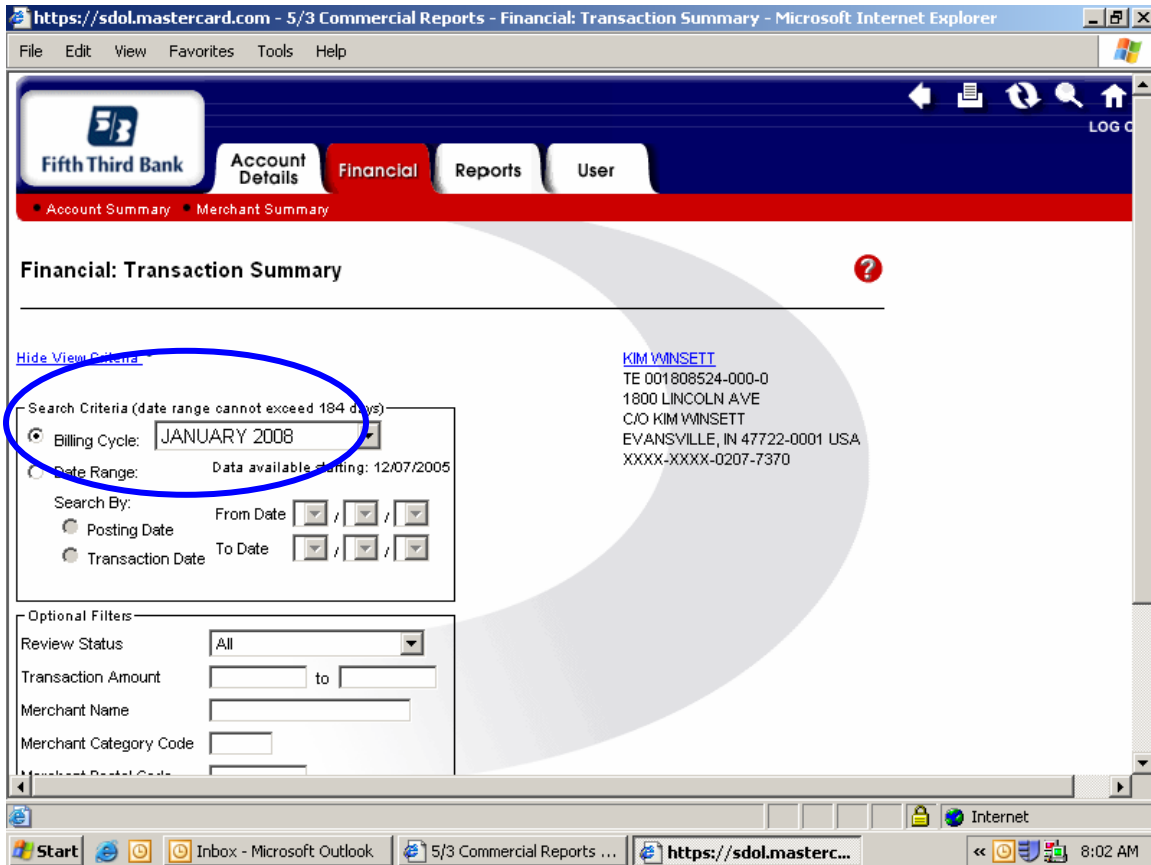 https://sdol.mastercard.com - 5/3 Commercial Reports - Financial: Transaction Summary - Microsoft Internet Explorer
File Edit View Favorites Tools Help
5/3
Fifth Third Bank
LOG O
Account Details
Financial
Reports
User
Account Summary
Merchant Summary
Financial: Transaction Summary
?
Hide View Criteria
Search Criteria (date range cannot exceed 184 days)
Billing Cycle: JANUARY 2008
Date Range: Data available starting: 12/07/2005
Search By:
Posting Date
Transaction Date
From Date / /
To Date / /
KIM WINSETT
TE 001808524-000-0
1800 LINCOLN AVE
C/O KIM WINSETT
EVANSVILLE, IN 47722-0001 USA
XXXX-XXXX-0207-7370
Optional Filters
Review Status All
Transaction Amount to
Merchant Name
Merchant Category Code
Merchant Postal Code
Internet
Start
Inbox - Microsoft Outlook
5/3 Commercial Reports ...
https://sdol.masterc...
« 8:02 AM